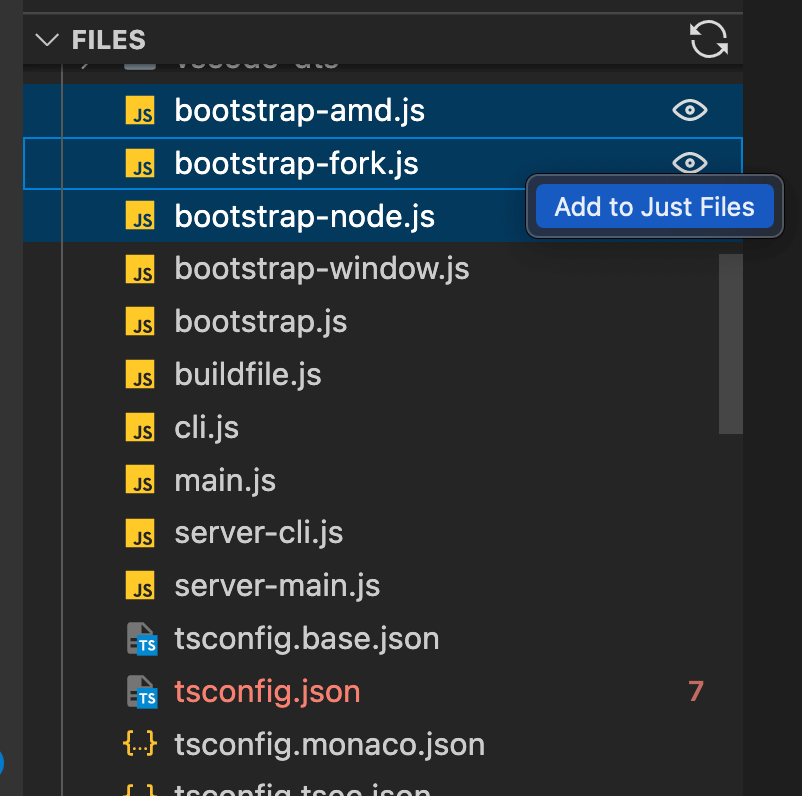 FILES
vscode-dts
JS bootstrap-amd.js
JS bootstrap-fork.js
Add to Just Files
JS bootstrap-node.js
JS bootstrap-window.js
JS bootstrap.js
JS buildfile.js
JS cli.js
JS main.js
JS server-cli.js
JS server-main.js
TS tsconfig.base.json
TS tsconfig.json 7
{...} tsconfig.monaco.json